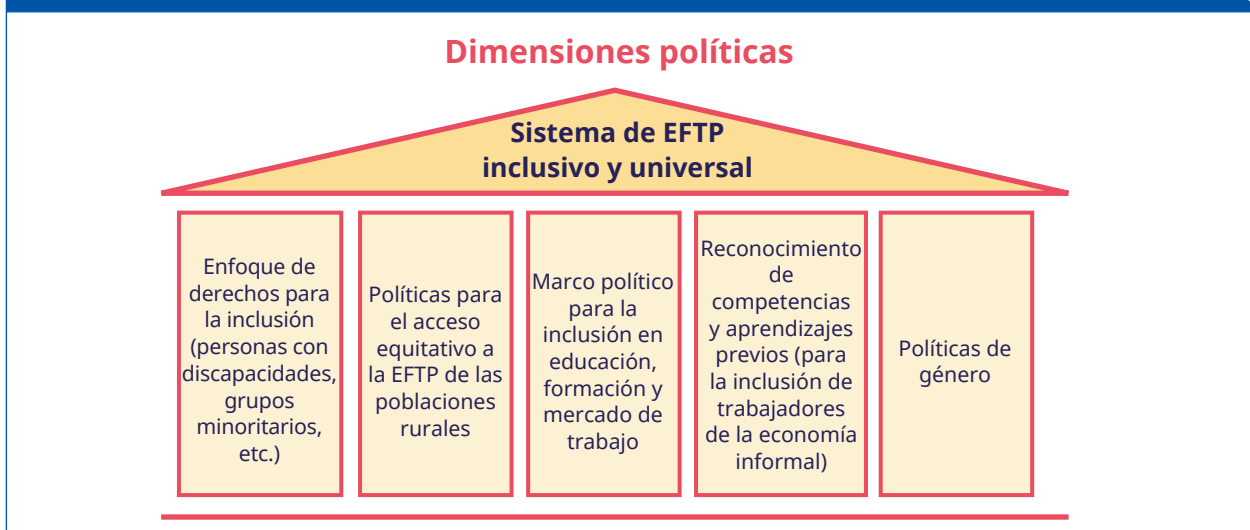 Dimensiones políticas
Sistema de EFTP
inclusivo y universal
Enfoque de
derechos para
la inclusión
(personas con
discapacidades,
grupos
minoritarios,
etc.)
Políticas para
el acceso
equitativo a
la EFTP de las
poblaciones
rurales
Marco político
para la
inclusión en
educación,
formación y
mercado de
trabajo
Reconocimiento
de
competencias
y aprendizajes
previos (para
la inclusión de
trabajadores
de la economía
informal)
Políticas de
género